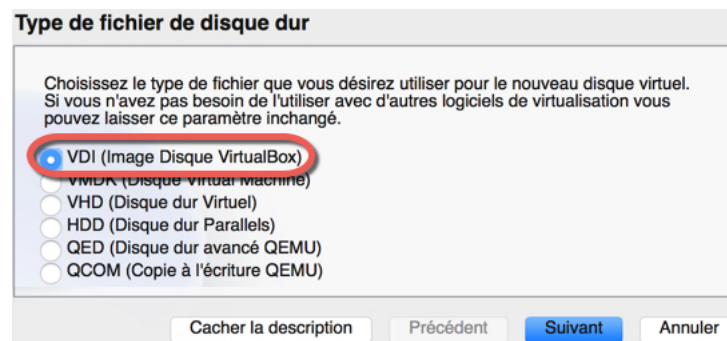 Type de fichier de disque dur
Choisissez le type de fichier que vous désirez utiliser pour le nouveau disque virtuel.
Si vous n'avez pas besoin de l'utiliser avec d'autres logiciels de virtualisation vous
pouvez laisser ce paramètre inchangé.
VDI (Image Disque VirtualBox)
VMDK (Disque Virtual Machine)
VHD (Disque dur Virtuel)
HDD (Disque dur Parallels)
QED (Disque dur avancé QEMU)
QCOM (Copie à l'écriture QEMU)
Cacher la description Précédent Suivant Annuler